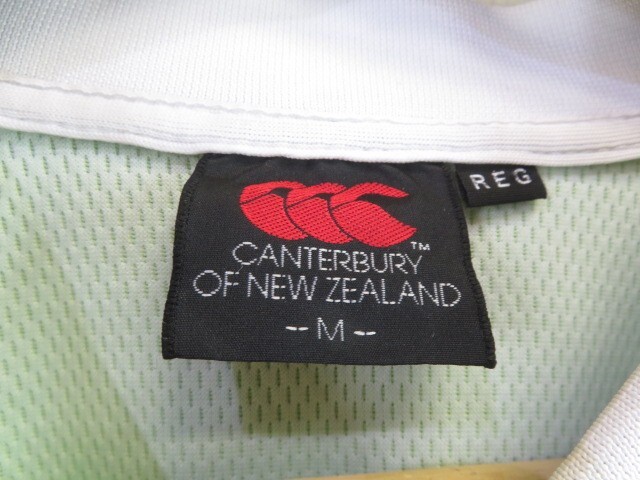 REG
CANTERBURY™
OF NEW ZEALAND
-- M --